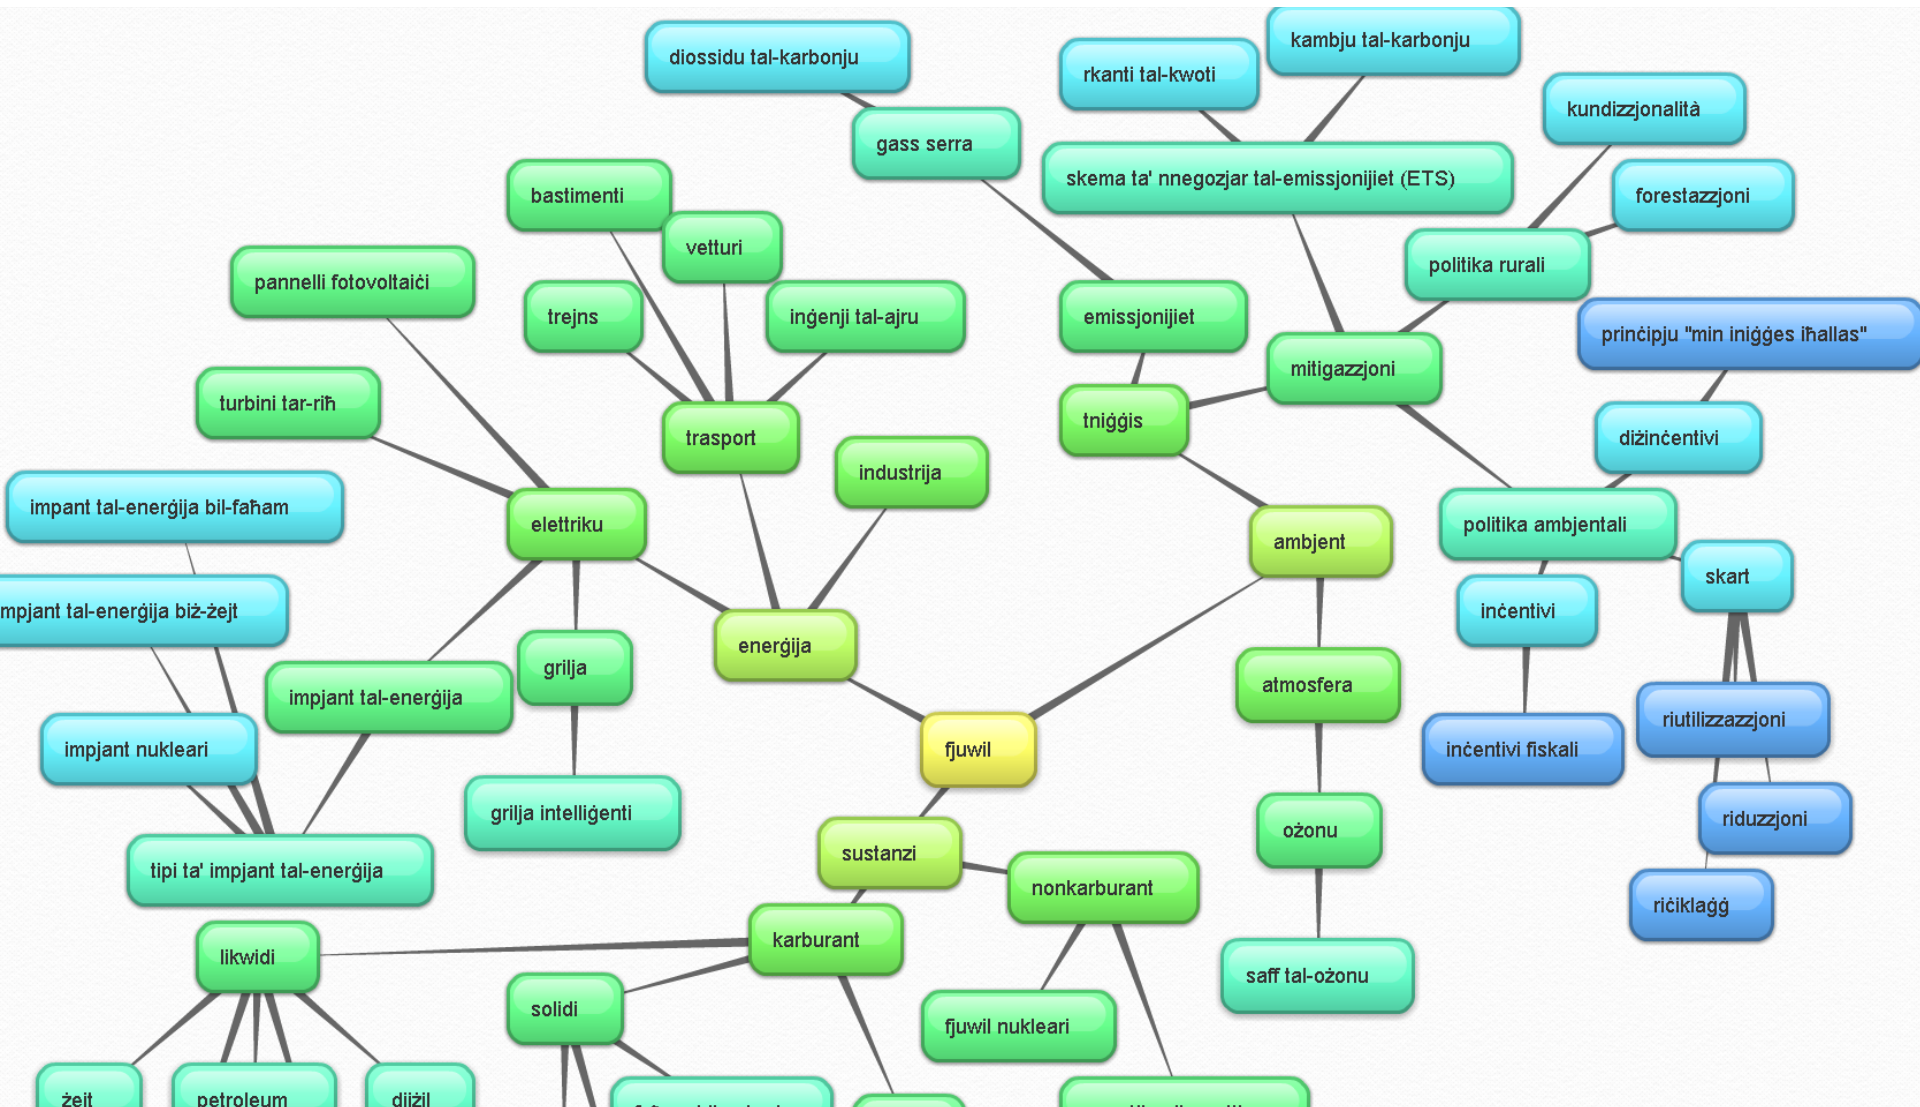 kambju tal-karbonju
diossidu tal-karbonju
rkanti tal-kwoti
kundizzjonalità
gass serra
skema ta' nnegozjar tal-emissjonijiet (ETS)
bastimenti
forestazzjoni
vetturi
politika rurali
pannelli fotovoltaiċi
trejns
inġenji tal-ajru
emissjonijiet
prinċipju "min iniġġes iħallas"
mitigazzjoni
turbini tar-riħ
tniġġis
trasport
diżinċentivi
industrija
impant tal-enerġija bil-faħam
elettriku
politika ambjentali
ambjent
skart
mpjant tal-enerġija biż-żejt
inċentivi
enerġija
grilja
atmosfera
impjant tal-enerġija
riutilizzazzjoni
impjant nukleari
fjuwil
inċentivi fiskali
grilja intelliġenti
riduzzjoni
ożonu
sustanzi
tipi ta' impjant tal-enerġija
nonkarburant
riċiklaġġ
karburant
likwidi
saff tal-ożonu
solidi
fjuwil nukleari
żejt
petroleum
diżil